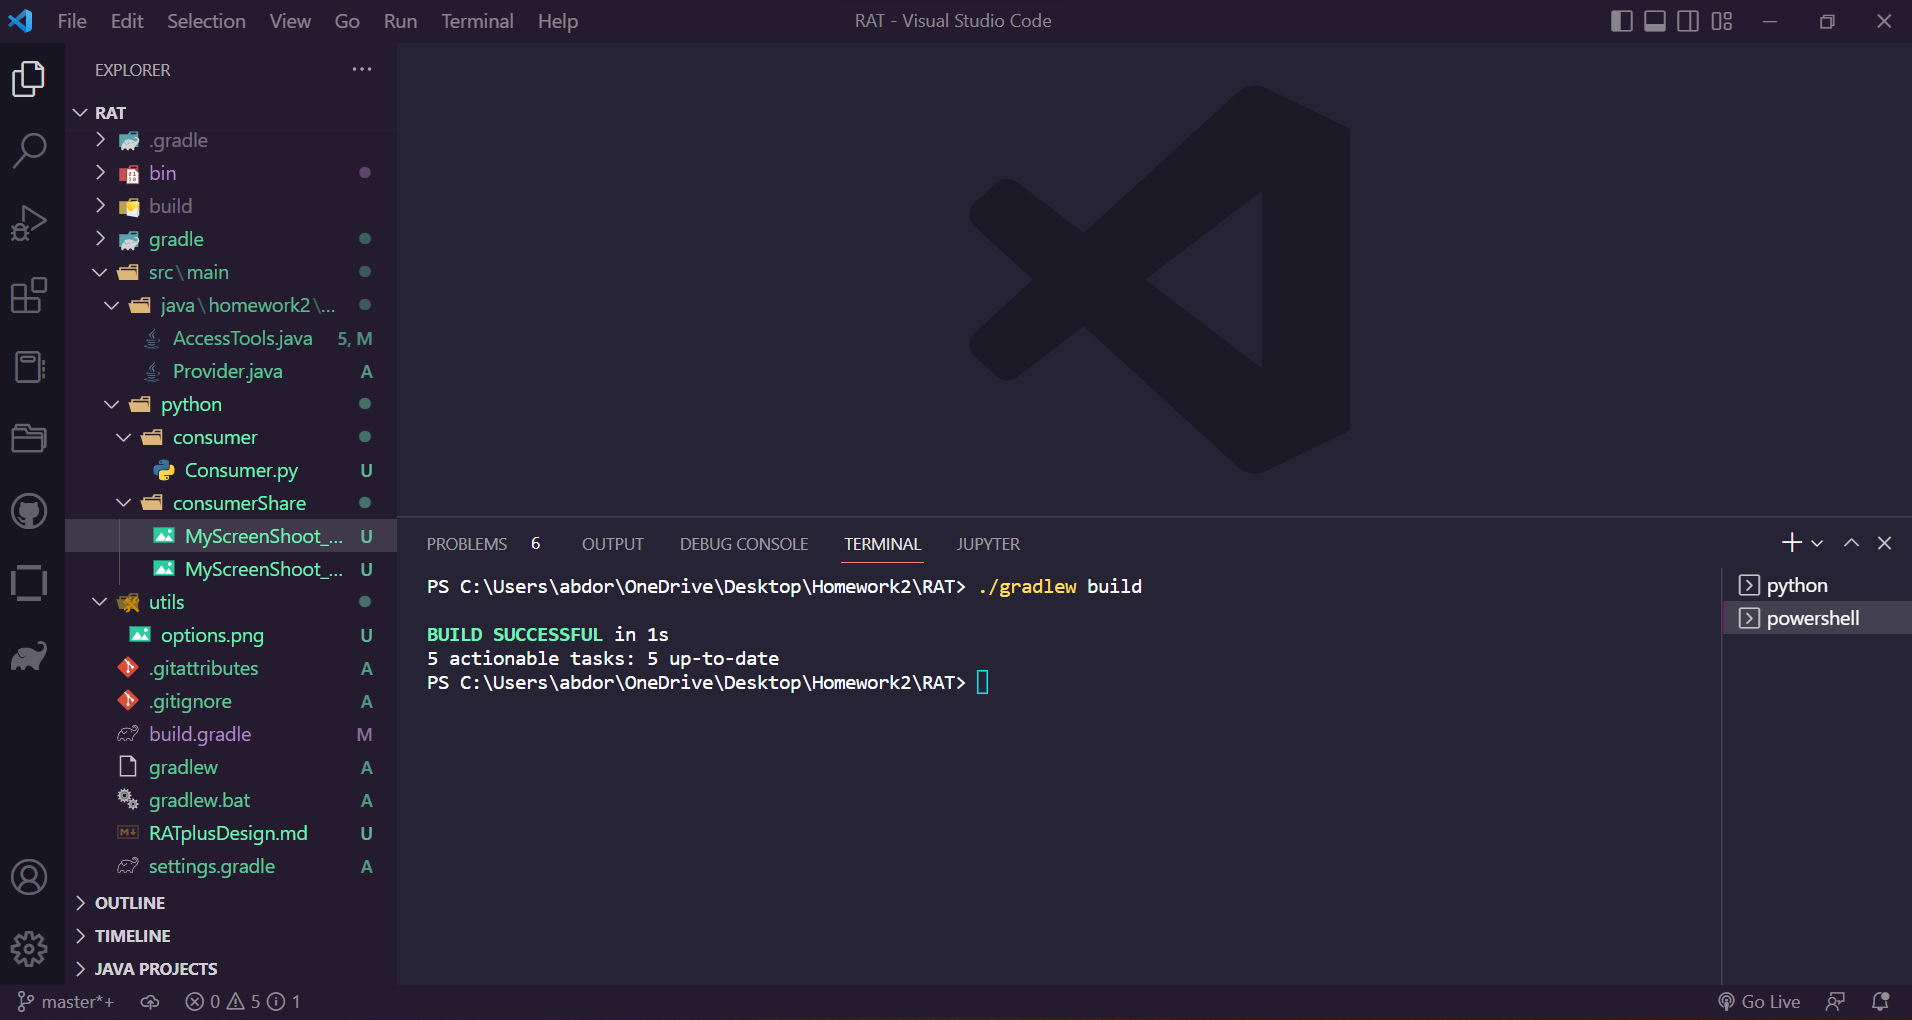 File Edit Selection View Go Run Terminal Help
RAT - Visual Studio Code
EXPLORER
RAT
.gradle
bin
build
gradle
src\main
java\homework2\...
AccessTools.java 5, M
Provider.java A
python
consumer
Consumer.py U
consumerShare
MyScreenShoot_... U
MyScreenShoot_... U
utils
options.png U
.gitattributes A
.gitignore A
build.gradle M
gradlew A
gradlew.bat A
RATplusDesign.md U
settings.gradle A
OUTLINE
TIMELINE
JAVA PROJECTS
PROBLEMS 6 OUTPUT DEBUG CONSOLE TERMINAL JUPYTER
PS C:\Users\abdor\OneDrive\Desktop\Homework2\RAT> ./gradlew build
BUILD SUCCESSFUL in 1s
5 actionable tasks: 5 up-to-date
PS C:\Users\abdor\OneDrive\Desktop\Homework2\RAT>
python
powershell
master*+ 0 5 1
Go Live